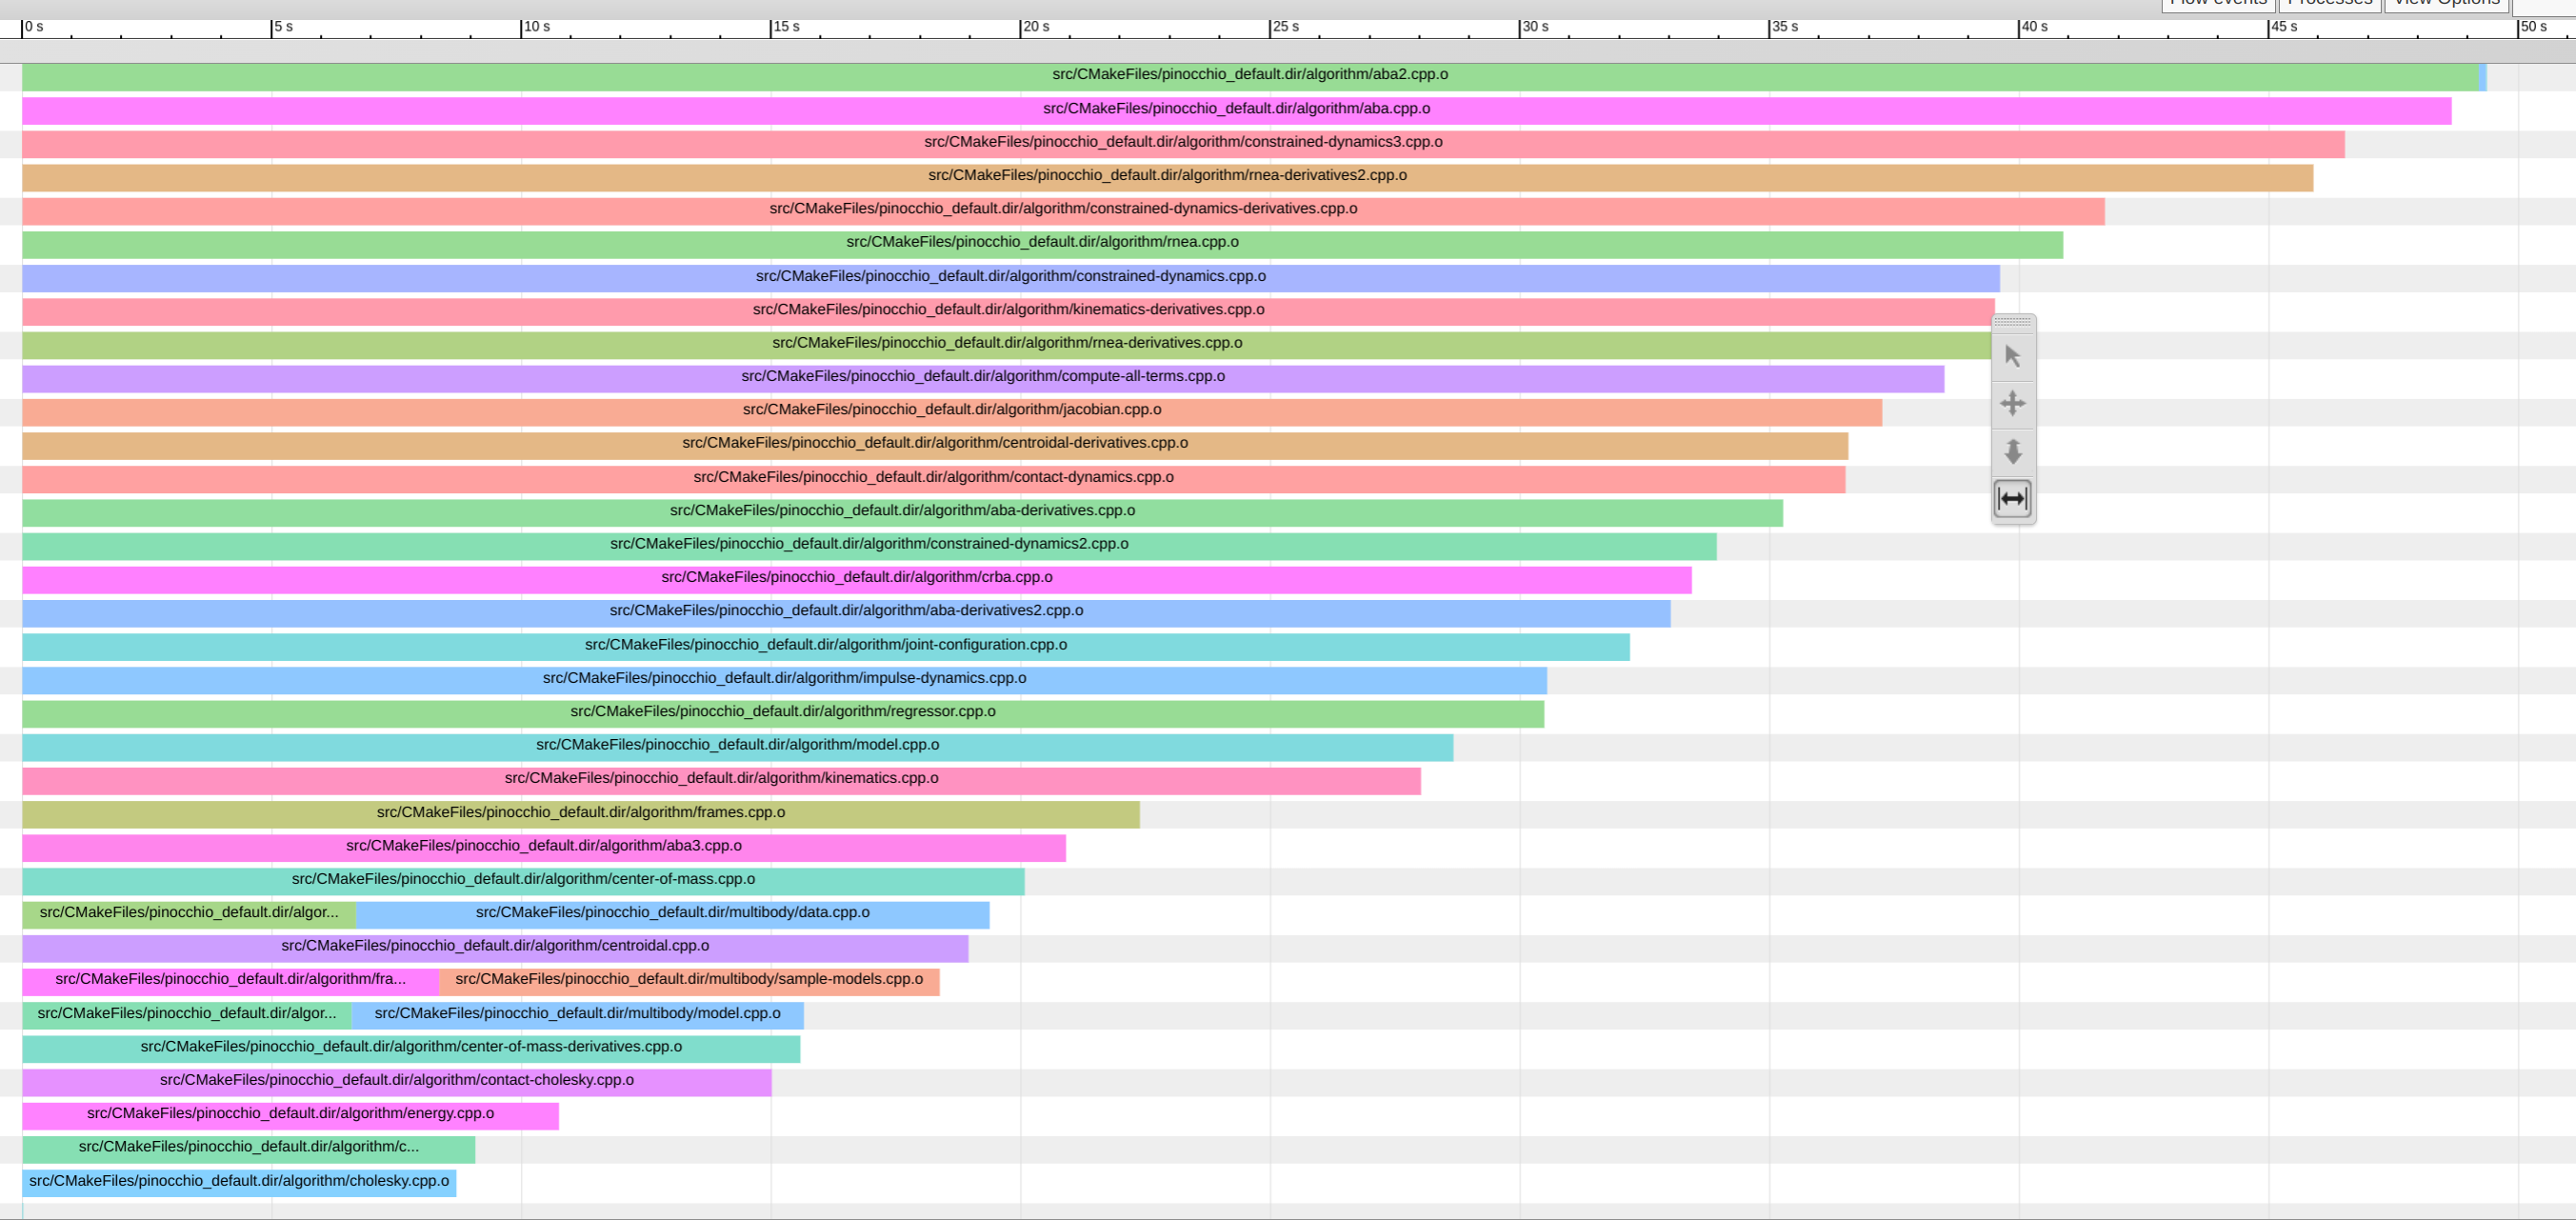 Flow events Processes View Options
0 s 5 s 10 s 15 s 20 s 25 s 30 s 35 s 40 s 45 s 50 s
src/CMakeFiles/pinocchio_default.dir/algorithm/aba2.cpp.o
src/CMakeFiles/pinocchio_default.dir/algorithm/aba.cpp.o
src/CMakeFiles/pinocchio_default.dir/algorithm/constrained-dynamics3.cpp.o
src/CMakeFiles/pinocchio_default.dir/algorithm/rnea-derivatives2.cpp.o
src/CMakeFiles/pinocchio_default.dir/algorithm/constrained-dynamics-derivatives.cpp.o
src/CMakeFiles/pinocchio_default.dir/algorithm/rnea.cpp.o
src/CMakeFiles/pinocchio_default.dir/algorithm/constrained-dynamics.cpp.o
src/CMakeFiles/pinocchio_default.dir/algorithm/kinematics-derivatives.cpp.o
src/CMakeFiles/pinocchio_default.dir/algorithm/rnea-derivatives.cpp.o
src/CMakeFiles/pinocchio_default.dir/algorithm/compute-all-terms.cpp.o
src/CMakeFiles/pinocchio_default.dir/algorithm/jacobian.cpp.o
src/CMakeFiles/pinocchio_default.dir/algorithm/centroidal-derivatives.cpp.o
src/CMakeFiles/pinocchio_default.dir/algorithm/contact-dynamics.cpp.o
src/CMakeFiles/pinocchio_default.dir/algorithm/aba-derivatives.cpp.o
src/CMakeFiles/pinocchio_default.dir/algorithm/constrained-dynamics2.cpp.o
src/CMakeFiles/pinocchio_default.dir/algorithm/crba.cpp.o
src/CMakeFiles/pinocchio_default.dir/algorithm/aba-derivatives2.cpp.o
src/CMakeFiles/pinocchio_default.dir/algorithm/joint-configuration.cpp.o
src/CMakeFiles/pinocchio_default.dir/algorithm/impulse-dynamics.cpp.o
src/CMakeFiles/pinocchio_default.dir/algorithm/regressor.cpp.o
src/CMakeFiles/pinocchio_default.dir/algorithm/model.cpp.o
src/CMakeFiles/pinocchio_default.dir/algorithm/kinematics.cpp.o
src/CMakeFiles/pinocchio_default.dir/algorithm/frames.cpp.o
src/CMakeFiles/pinocchio_default.dir/algorithm/aba3.cpp.o
src/CMakeFiles/pinocchio_default.dir/algorithm/center-of-mass.cpp.o
src/CMakeFiles/pinocchio_default.dir/algor... src/CMakeFiles/pinocchio_default.dir/multibody/data.cpp.o
src/CMakeFiles/pinocchio_default.dir/algorithm/centroidal.cpp.o
src/CMakeFiles/pinocchio_default.dir/algorithm/fra... src/CMakeFiles/pinocchio_default.dir/multibody/sample-models.cpp.o
src/CMakeFiles/pinocchio_default.dir/algor... src/CMakeFiles/pinocchio_default.dir/multibody/model.cpp.o
src/CMakeFiles/pinocchio_default.dir/algorithm/center-of-mass-derivatives.cpp.o
src/CMakeFiles/pinocchio_default.dir/algorithm/contact-cholesky.cpp.o
src/CMakeFiles/pinocchio_default.dir/algorithm/energy.cpp.o
src/CMakeFiles/pinocchio_default.dir/algorithm/c...
src/CMakeFiles/pinocchio_default.dir/algorithm/cholesky.cpp.o